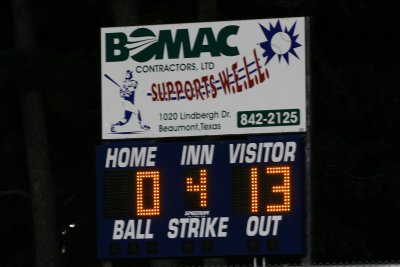 BOMAC
CONTRACTORS, LTD
SUPPORTS W.E.L.L.
1020 Lindbergh Dr.
Beaumont, Texas
842-2125
HOME INN VISITOR
0 4 13
SPECTRUM
BALL STRIKE OUT